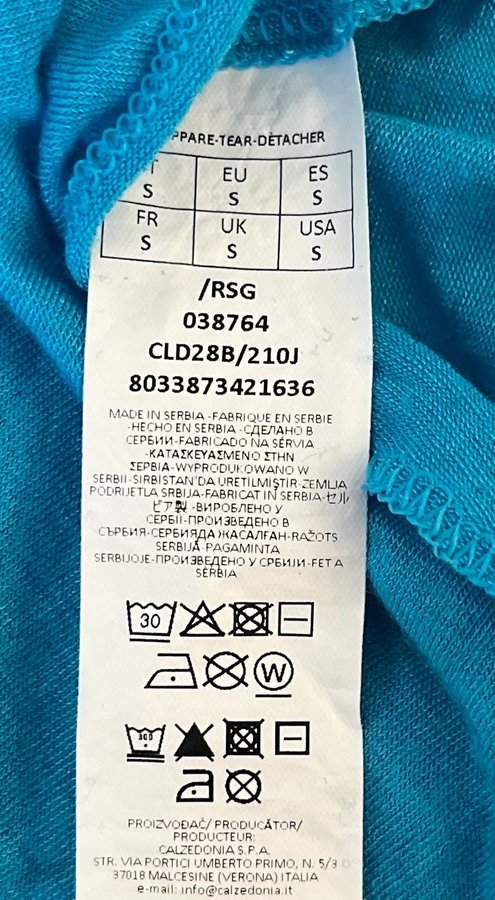 PPARE-TEAR-DÈTACHER
T EU ES
S S S
FR UK USA
S S S
/RSG
038764
CLD28B/210J
8033873421636
MADE IN SERBIA -FABRIQUE EN SERBIE
-HECHO EN SERBIA -СДЕЛАНО В
СЕРБИИ-FABRICADO NA SÉRVIA
-ΚΑΤΑΣΚΕΥΑΣΜΕΝΟ ΣΤΗΝ
ΣΕΡΒΙΑ-WYPRODUKOWANO W
SERBII-SIRBISTAN'DA ÜRETILMIŞTIR-ZEMLJA
PODRIJETLA SRBIJA-FABRICAT IN SERBIA-セル
ビア製 -ВИРОБЛЕНО У
СЕРБІЇ-ПРОИЗВЕДЕНО В
СЪРБИЯ-СЕРБИЯДА ЖАСАЛҒАН-RAŽOTS
SERBIJĀ-PAGAMINTA
SERBIJOJE-ПРОИЗВЕДЕНО У СРБИЈИ-FET A
SÈRBIA
30
W
300
PROIZVOĐAČ/ PRODUCĂTOR/
PRODUCTEUR:
CALZEDONIA S.P.A.
STR. VIA PORTICI UMBERTO PRIMO, N. 5/3
37018 MALCESINE (VERONA) ITALIA
e-mail: info@calzedonia.it